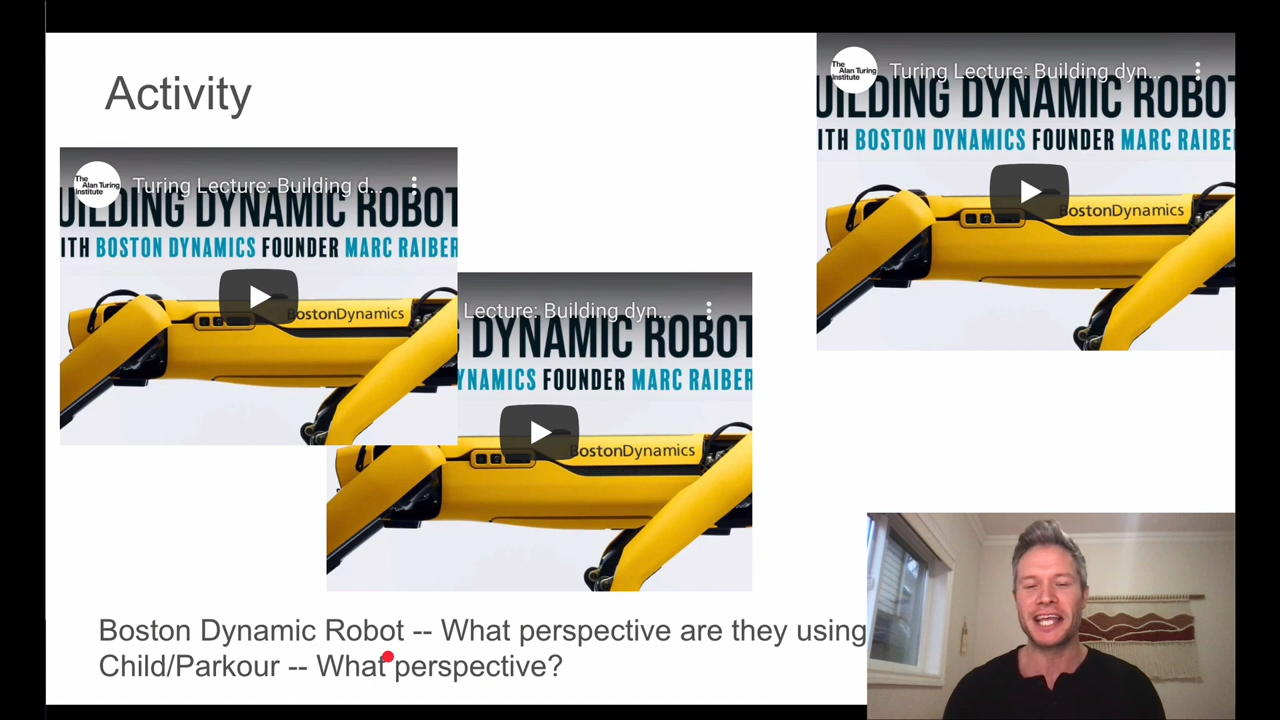 Activity
The
Alan Turing
Institute
Turing Lecture: Building d...
UILDING DYNAMIC ROBOT
ITH BOSTON DYNAMICS FOUNDER MARC RAIBER
BostonDynamics
Lecture: Building dyn...
DYNAMIC ROBOT
YNAMICS FOUNDER MARC RAIBER
BostonDynamics
The
Alan Turing
Institute
Turing Lecture: Building dyn...
UILDING DYNAMIC ROBOT
ITH BOSTON DYNAMICS FOUNDER MARC RAIBER
BostonDynamics
Boston Dynamic Robot -- What perspective are they using
Child/Parkour -- What perspective?